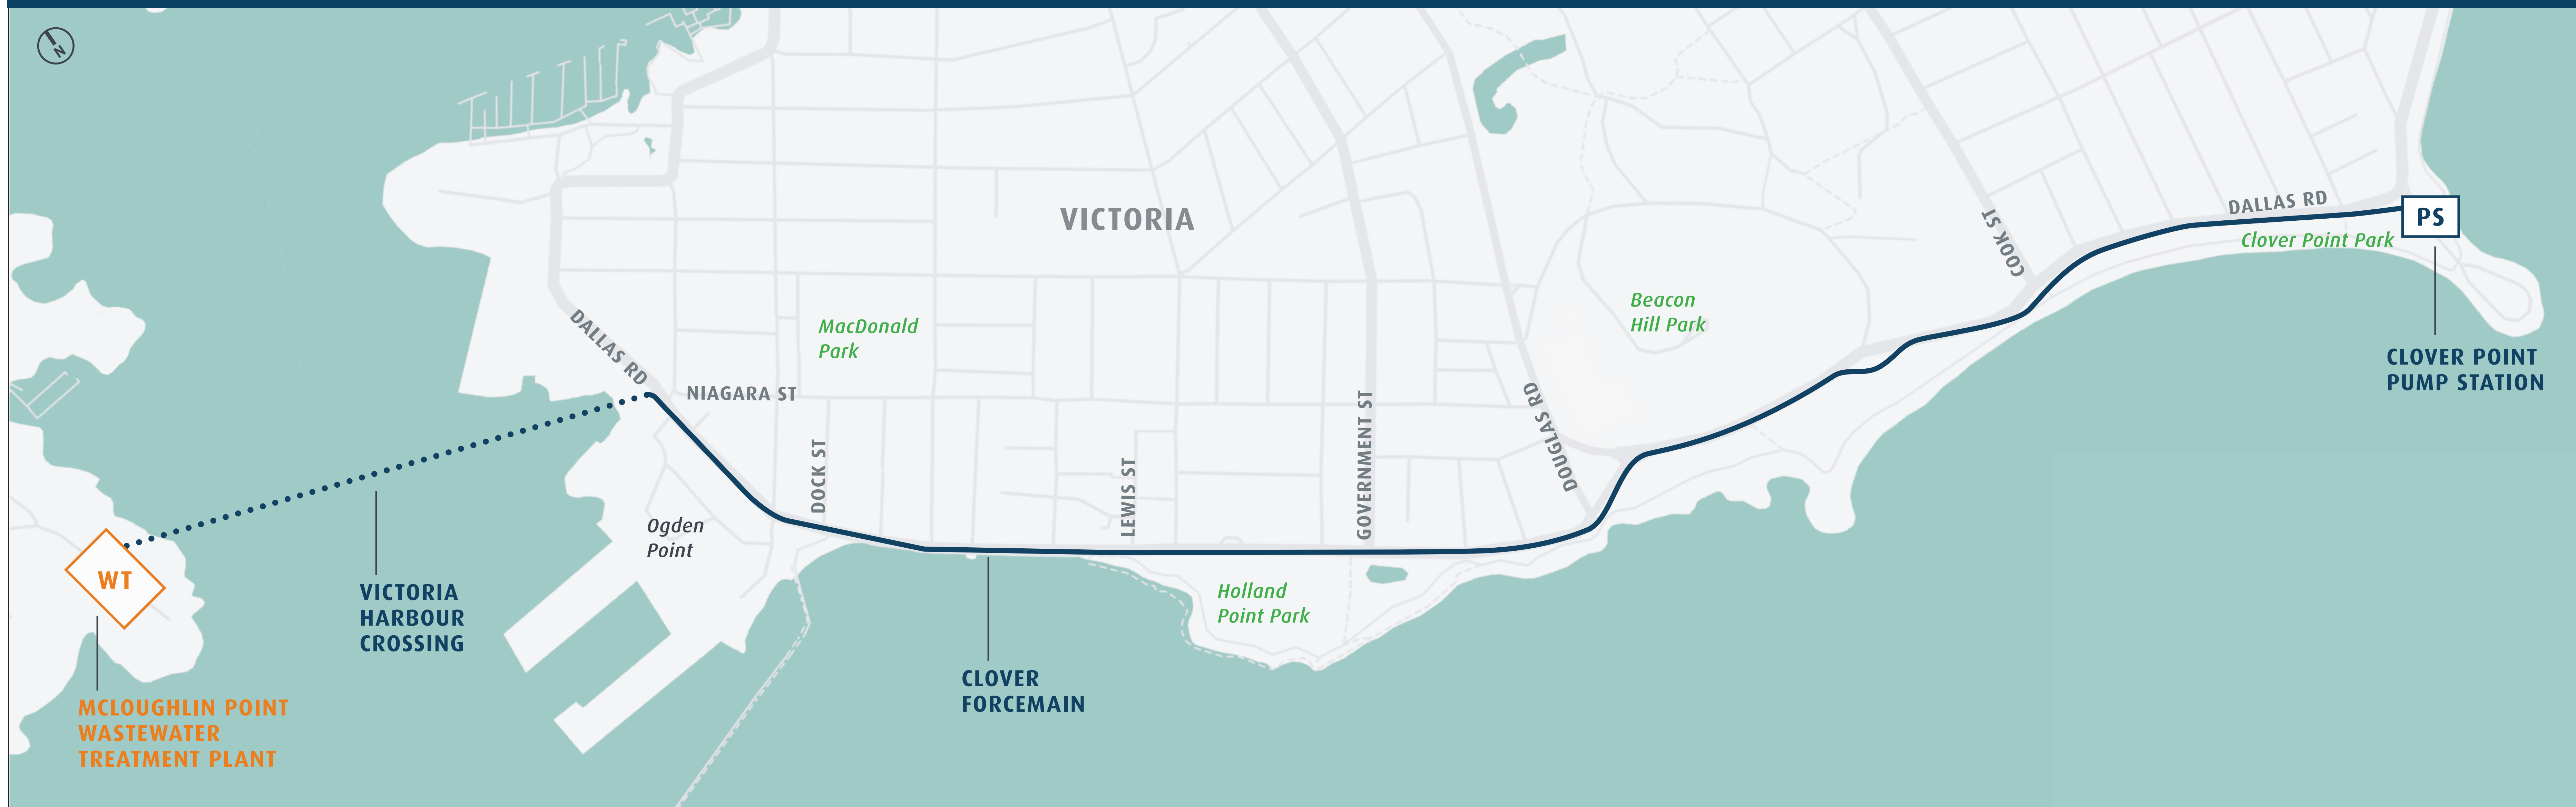 N
VICTORIA
DALLAS RD
COOK ST
Clover Point Park
PS
CLOVER POINT
PUMP STATION
Beacon
Hill Park
MacDonald
Park
DALLAS RD
NIAGARA ST
DOCK ST
LEWIS ST
GOVERNMENT ST
DOUGLAS RD
Ogden
Point
Holland
Point Park
WT
VICTORIA
HARBOUR
CROSSING
CLOVER
FORCEMAIN
MCLOUGHLIN POINT
WASTEWATER
TREATMENT PLANT